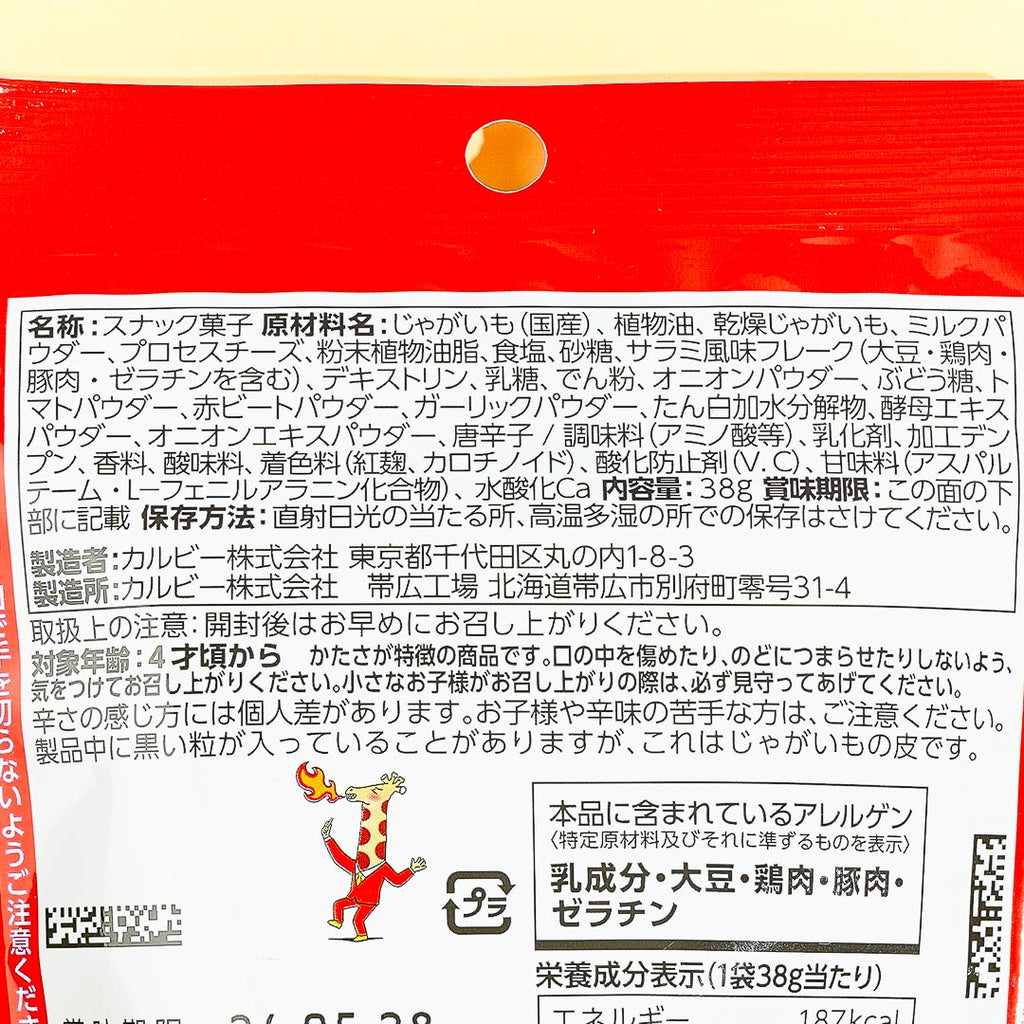 名称:スナック菓子 原材料名:じゃがいも(国産)、植物油、乾燥じゃがいも、ミルクパ
ウダー、プロセスチーズ、粉末植物油脂、食塩、砂糖、サラミ風味フレーク(大豆・鶏肉・
豚肉・ゼラチンを含む)、デキストリン、乳糖、でん粉、オニオンパウダー、ぶどう糖、ト
マトパウダー、赤ビートパウダー、ガーリックパウダー、たん白加水分解物、酵母エキス
パウダー、オニオンエキスパウダー、唐辛子/調味料(アミノ酸等)、乳化剤、加工デン
プン、香料、酸味料、着色料(紅麹、カロチノイド)、酸化防止剤(V.C)、甘味料(アスパル
テーム・L-フェニルアラニン化合物)、水酸化Ca 内容量:38g 賞味期限:この面の下
部に記載 保存方法:直射日光の当たる所、高温多湿の所での保存はさけてください。
製造者:カルビー株式会社 東京都千代田区丸の内1-8-3
製造所:カルビー株式会社 帯広工場 北海道帯広市別府町零号31-4
取扱上の注意:開封後はお早めにお召し上がりください。
対象年齢:4才頃から かたさが特徴の商品です。口の中を傷めたり、のどにつまらせたりしないよう、
気をつけてお召し上がりください。小さなお子様がお召し上がりの際は、必ず見守ってあげてください。
辛さの感じ方には個人差があります。お子様や辛味の苦手な方は、ご注意ください。
製品中に黒い粒が入っていることがありますが、これはじゃがいもの皮です。
プラ
本品に含まれているアレルゲン
〈特定原材料及びそれに準ずるものを表示〉
乳成分・大豆・鶏肉・豚肉・
ゼラチン
栄養成分表示(1袋38g当たり)
エネルギー 187kcal
を切らないようご注意くださ